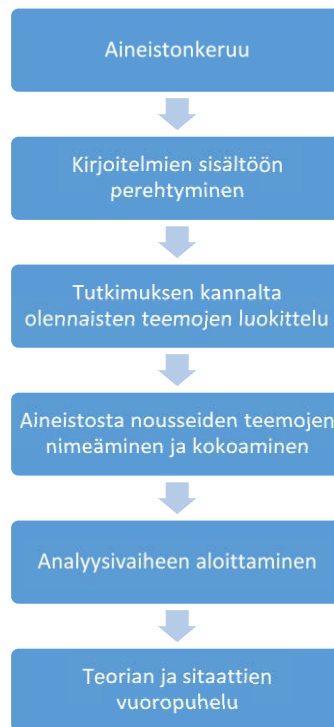 Aineistonkeruu
Kirjoitelmien sisältöön
perehtyminen
Tutkimuksen kannalta
olennaisten teemojen luokittelu
Aineistosta nousseiden teemojen
nimeäminen ja kokoaminen
Analyysivaiheen aloittaminen
Teorian ja sitaattien
vuoropuhelu